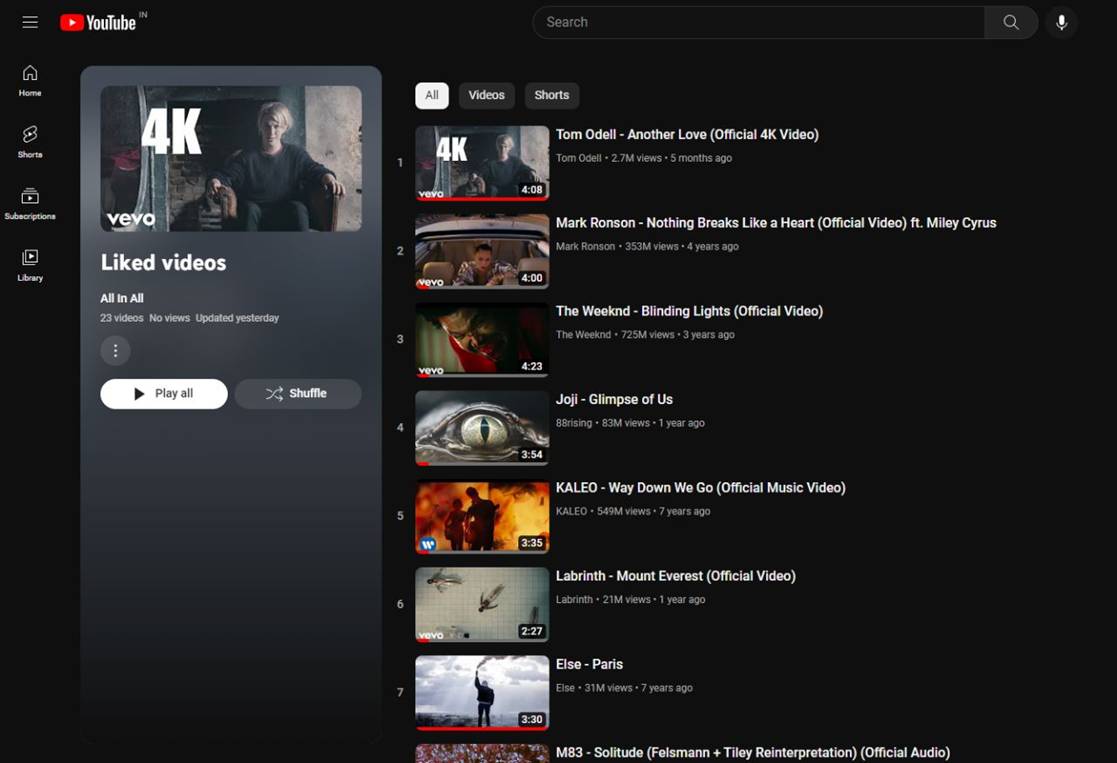 YouTube IN
Search
Home
Shorts
Subscriptions
Library
4K
vevo
Liked videos
All In All
23 videos No views Updated yesterday
Play all
Shuffle
All
Videos
Shorts
1
4K
vevo
4:08
Tom Odell - Another Love (Official 4K Video)
Tom Odell • 2.7M views • 5 months ago
2
vevo
4:00
Mark Ronson - Nothing Breaks Like a Heart (Official Video) ft. Miley Cyrus
Mark Ronson • 353M views • 4 years ago
3
vevo
4:23
The Weeknd - Blinding Lights (Official Video)
The Weeknd • 725M views • 3 years ago
4
3:54
Joji - Glimpse of Us
88rising • 83M views • 1 year ago
5
3:35
KALEO - Way Down We Go (Official Music Video)
KALEO • 549M views • 7 years ago
6
vevo
2:27
Labrinth - Mount Everest (Official Video)
Labrinth • 21M views • 1 year ago
7
3:30
Else - Paris
Else • 31M views • 7 years ago
M83 - Solitude (Felsmann + Tiley Reinterpretation) (Official Audio)